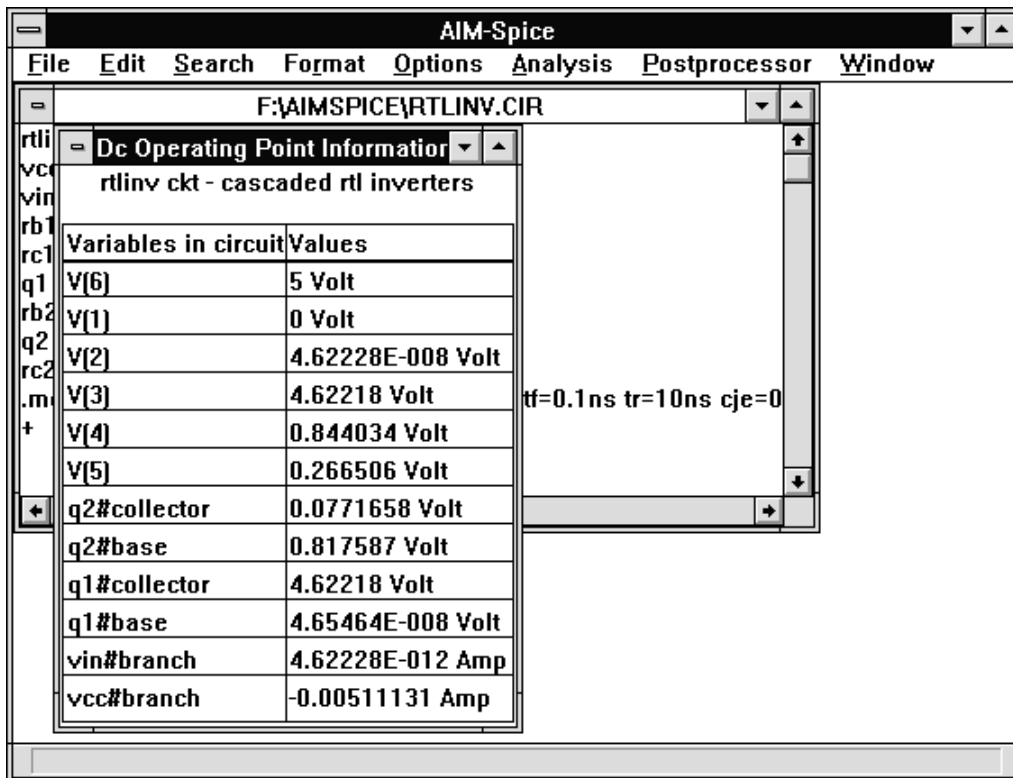 AIM-Spice
File Edit Search Format Options Analysis Postprocessor Window
F:\AIMSPICE\RTLINV.CIR
rtli
vcc
vin
rb1
rc1
q1
rb2
q2
rc2
.mo
+
tf=0.1ns tr=10ns cje=0
Dc Operating Point Information
rtlinv ckt - cascaded rtl inverters
Variables in circuit Values
V(6) 5 Volt
V(1) 0 Volt
V(2) 4.62228E-008 Volt
V(3) 4.62218 Volt
V(4) 0.844034 Volt
V(5) 0.266506 Volt
q2#collector 0.0771658 Volt
q2#base 0.817587 Volt
q1#collector 4.62218 Volt
q1#base 4.65464E-008 Volt
vin#branch 4.62228E-012 Amp
vcc#branch -0.00511131 Amp